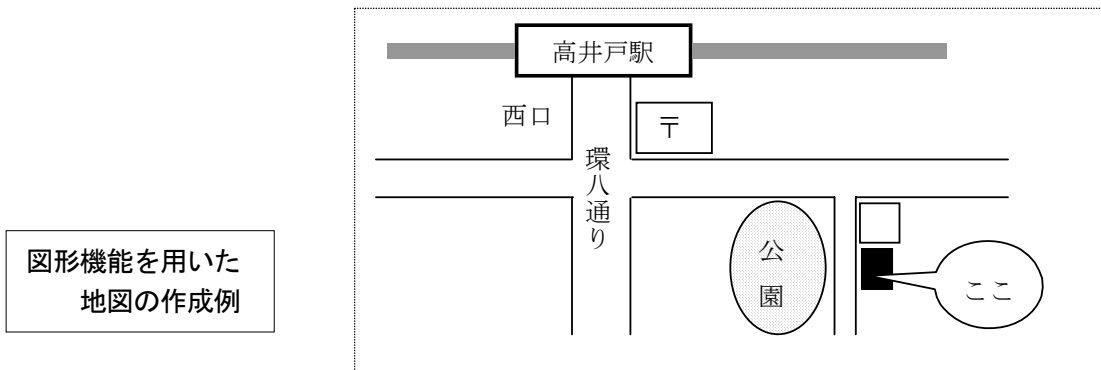 高井戸駅
西口
〒
環八通り
公園
ここ
図形機能を用いた
地図の作成例